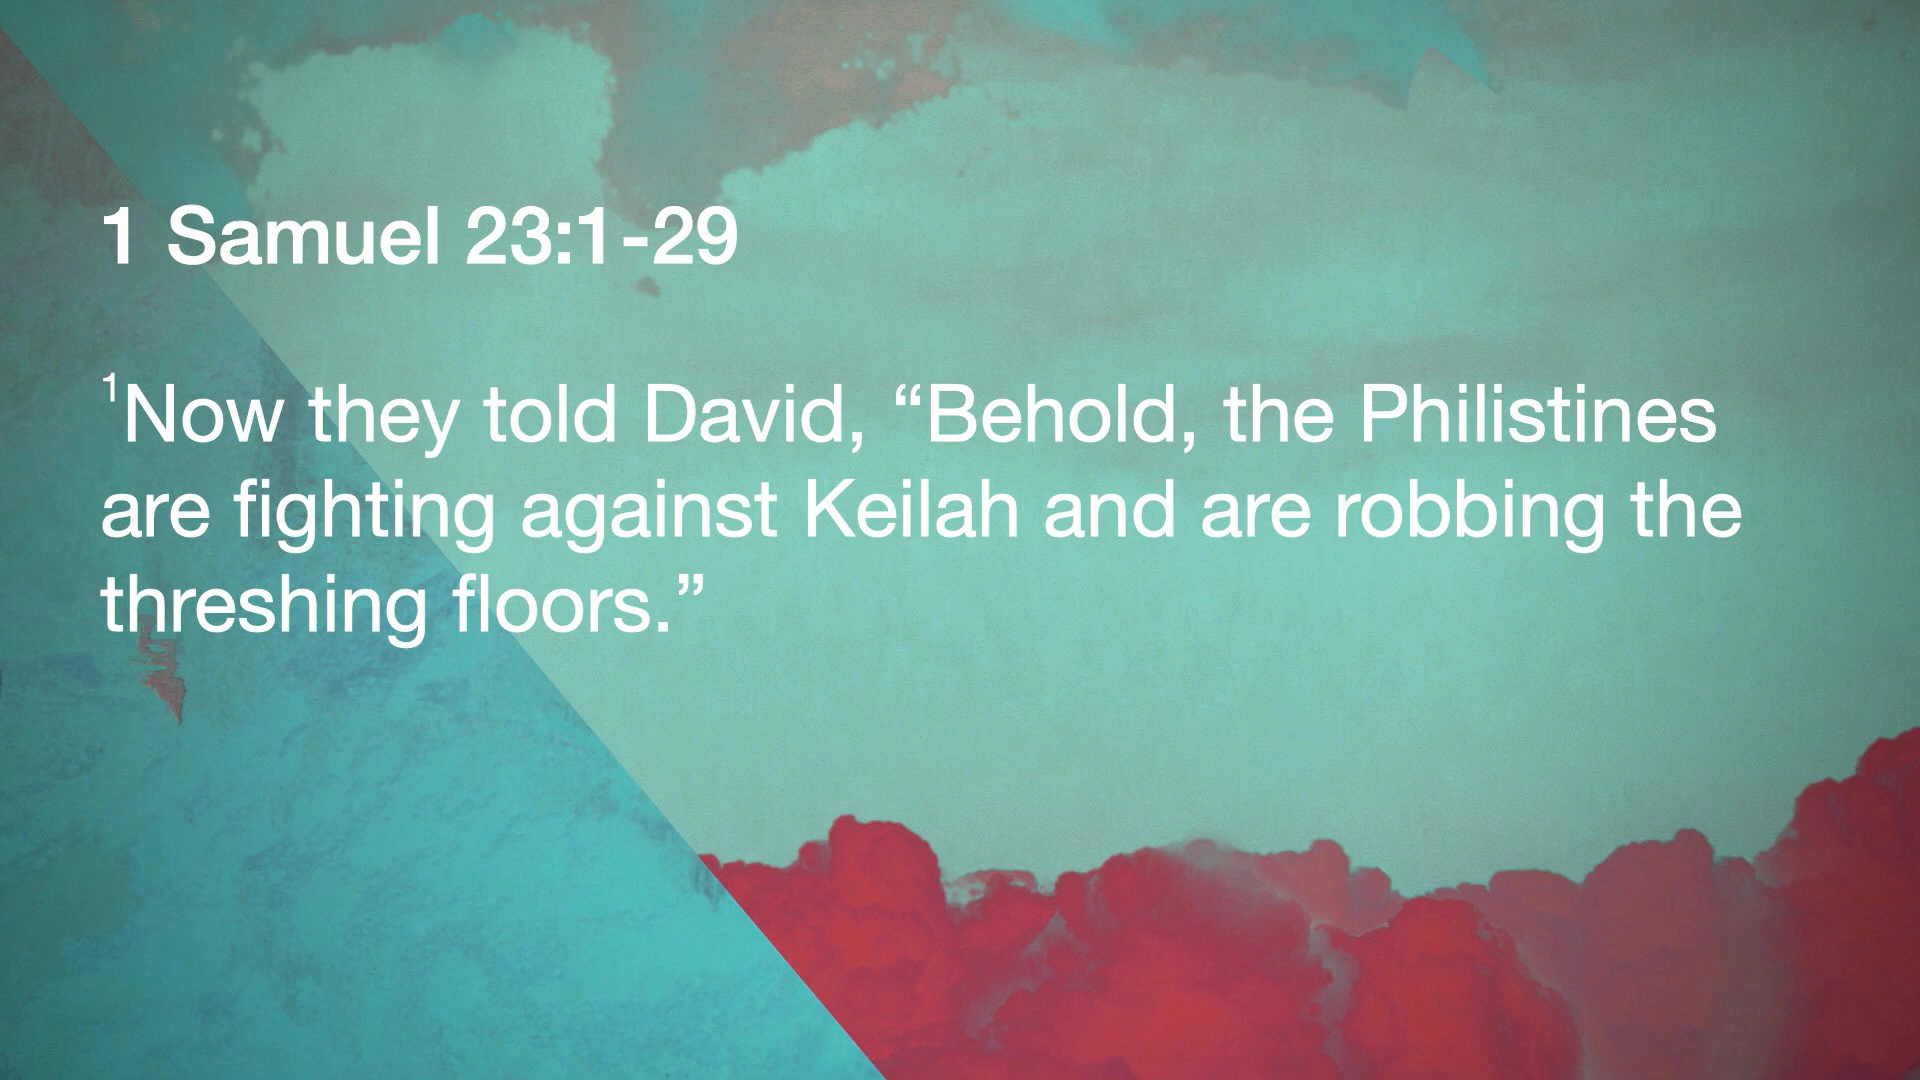 1 Samuel 23:1-29
¹Now they told David, “Behold, the Philistines
are fighting against Keilah and are robbing the
threshing floors.”